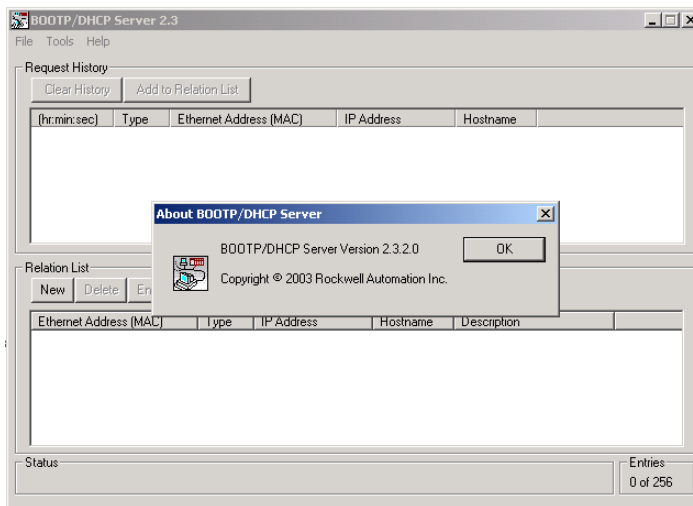 BOOTP/DHCP Server 2.3
File Tools Help
Request History
Clear History Add to Relation List
(hr:min:sec) Type Ethernet Address (MAC) IP Address Hostname
About BOOTP/DHCP Server
BOOTP/DHCP Server Version 2.3.2.0
OK
Copyright © 2003 Rockwell Automation Inc.
Relation List
New Delete En
Ethernet Address (MAC) Type IP Address Hostname Description
Status
Entries
0 of 256